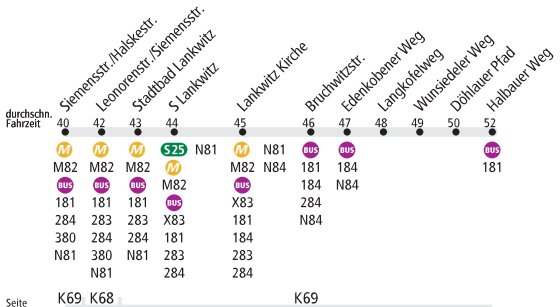 Siemensstr./Halskestr.
Leonorenstr./Siemensstr.
Stadtbad Lankwitz
S Lankwitz
Lankwitz Kirche
Bruchwitzstr.
Edenkobener Weg
Langkofelweg
Wunsiedeler Weg
Döhlauer Pfad
Halbauer Weg
durchschn.
Fahrzeit
40 42 43 44 45 46 47 48 49 50 52
M M M S25 N81 M N81 BUS BUS BUS
M82 M82 M82 M M82 N84 181 184 181
BUS BUS BUS M82 BUS 184 N84
181 181 181 BUS X83 284
284 283 283 X83 181 N84
380 284 284 181 184
N81 380 N81 283 283
N81 284 284
Seite K69 K68 K69